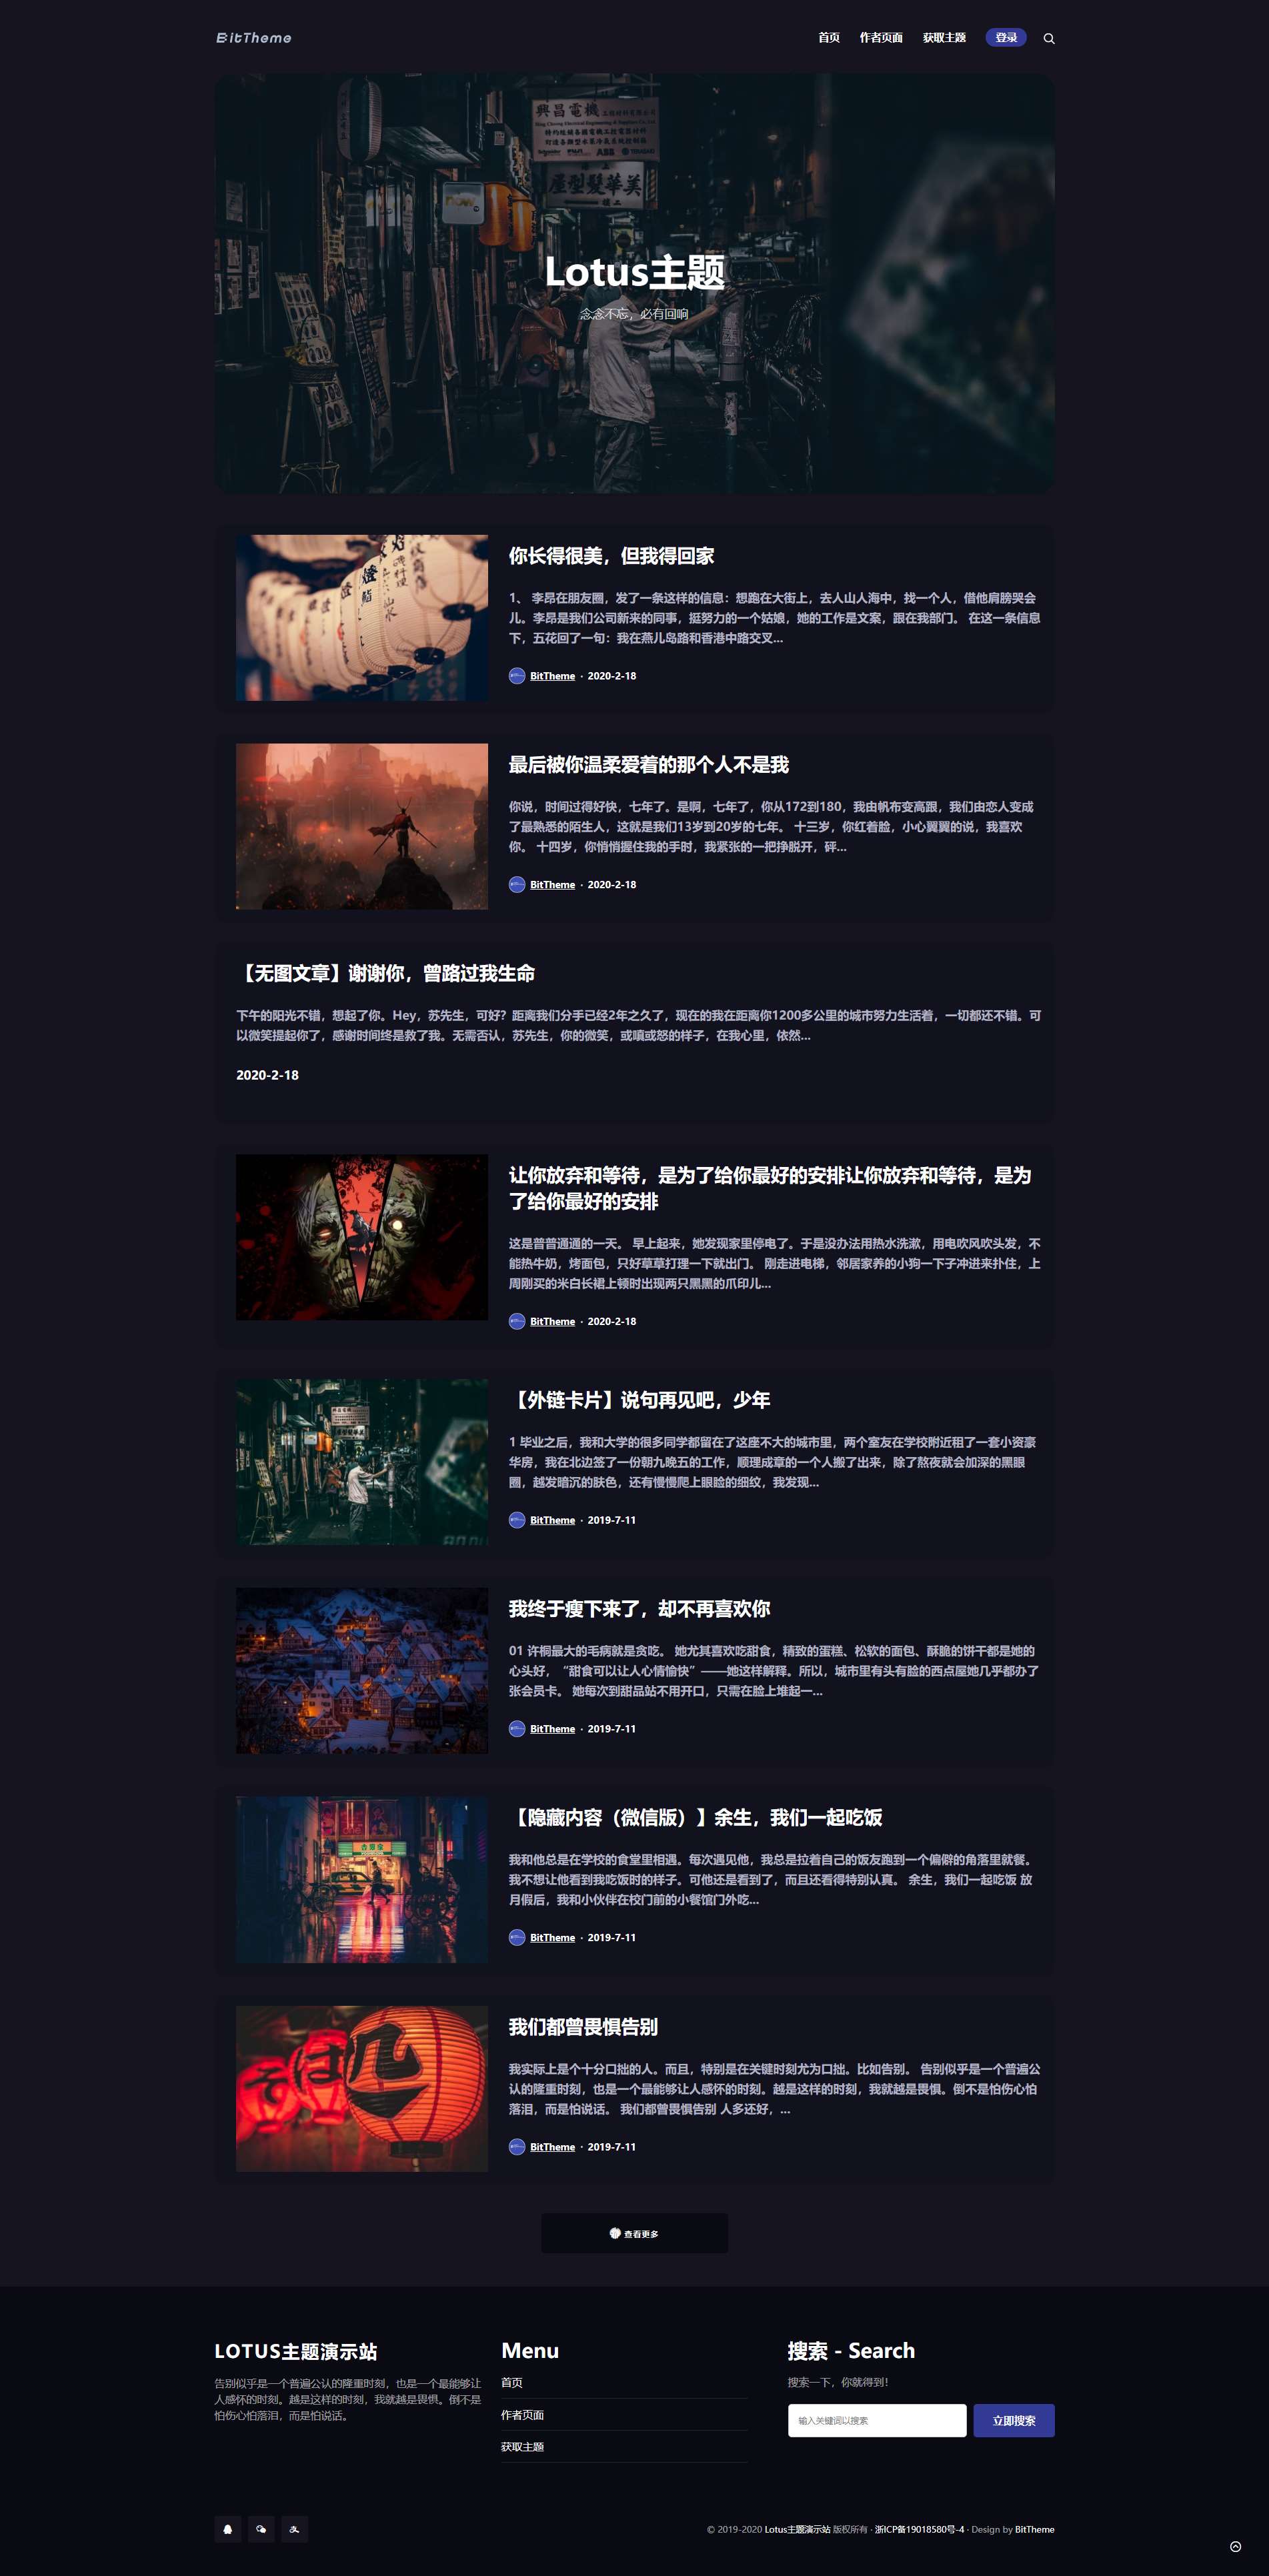 BitTheme
首页 作者页面 获取主题 登录
興昌電機
屋型髮華美
now
Lotus主题
念念不忘，必有回响
你长得很美，但我得回家
1、 李昂在朋友圈，发了一条这样的信息：想跑在大街上，去人山人海中，找一个人，借他肩膀哭会
儿。李昂是我们公司新来的同事，挺努力的一个姑娘，她的工作是文案，跟在我部门。 在这一条信息
下，五花回了一句：我在燕儿岛路和香港中路交叉...
BitTheme · 2020-2-18
最后被你温柔爱着的那个人不是我
你说，时间过得好快，七年了。是啊，七年了，你从172到180，我由帆布变高跟，我们由恋人变成
了最熟悉的陌生人，这就是我们13岁到20岁的七年。 十三岁，你红着脸，小心翼翼的说，我喜欢
你。 十四岁，你悄悄握住我的手时，我紧张的一把挣脱开，砰...
BitTheme · 2020-2-18
【无图文章】谢谢你，曾路过我生命
下午的阳光不错，想起了你。Hey，苏先生，可好？距离我们分手已经2年之久了，现在的我在距离你1200多公里的城市努力生活着，一切都还不错。可
以微笑提起你了，感谢时间终是救了我。无需否认，苏先生，你的微笑，或嗔或怒的样子，在我心里，依然...
2020-2-18
让你放弃和等待，是为了给你最好的安排让你放弃和等待，是为
了给你最好的安排
这是普普通通的一天。 早上起来，她发现家里停电了。于是没办法用热水洗漱，用电吹风吹头发，不
能热牛奶，烤面包，只好草草打理一下就出门。 刚走进电梯，邻居家养的小狗一下子冲进来扑住，上
周刚买的米白长裙上顿时出现两只黑黑的爪印儿...
BitTheme · 2020-2-18
【外链卡片】说句再见吧，少年
1 毕业之后，我和大学的很多同学都留在了这座不大的城市里，两个室友在学校附近租了一套小资豪
华房，我在北边签了一份朝九晚五的工作，顺理成章的一个人搬了出来，除了熬夜就会加深的黑眼
圈，越发暗沉的肤色，还有慢慢爬上眼睑的细纹，我发现...
BitTheme · 2019-7-11
我终于瘦下来了，却不再喜欢你
01 许桐最大的毛病就是贪吃。 她尤其喜欢吃甜食，精致的蛋糕、松软的面包、酥脆的饼干都是她的
心头好，“甜食可以让人心情愉快”——她这样解释。所以，城市里有头有脸的西点屋她几乎都办了
张会员卡。 她每次到甜品站不用开口，只需在脸上堆起一...
BitTheme · 2019-7-11
【隐藏内容（微信版）】余生，我们一起吃饭
我和他总是在学校的食堂里相遇。每次遇见他，我总是拉着自己的饭友跑到一个偏僻的角落里就餐。
我不想让他看到我吃饭时的样子。可他还是看到了，而且还看得特别认真。 余生，我们一起吃饭 放
月假后，我和小伙伴在校门前的小餐馆门外吃...
BitTheme · 2019-7-11
我们都曾畏惧告别
我实际上是个十分口拙的人。而且，特别是在关键时刻尤为口拙。比如告别。 告别似乎是一个普遍公
认的隆重时刻，也是一个最能够让人感怀的时刻。越是这样的时刻，我就越是畏惧。倒不是怕伤心怕
落泪，而是怕说话。 我们都曾畏惧告别 人多还好，...
BitTheme · 2019-7-11
查看更多
LOTUS主题演示站
告别似乎是一个普遍公认的隆重时刻，也是一个最能够让
人感怀的时刻。越是这样的时刻，我就越是畏惧。倒不是
怕伤心怕落泪，而是怕说话。
Menu
首页
作者页面
获取主题
搜索 - Search
搜索一下，你就得到！
输入关键词以搜索 立即搜索
© 2019-2020 Lotus主题演示站 版权所有 · 浙ICP备19018580号-4 · Design by BitTheme